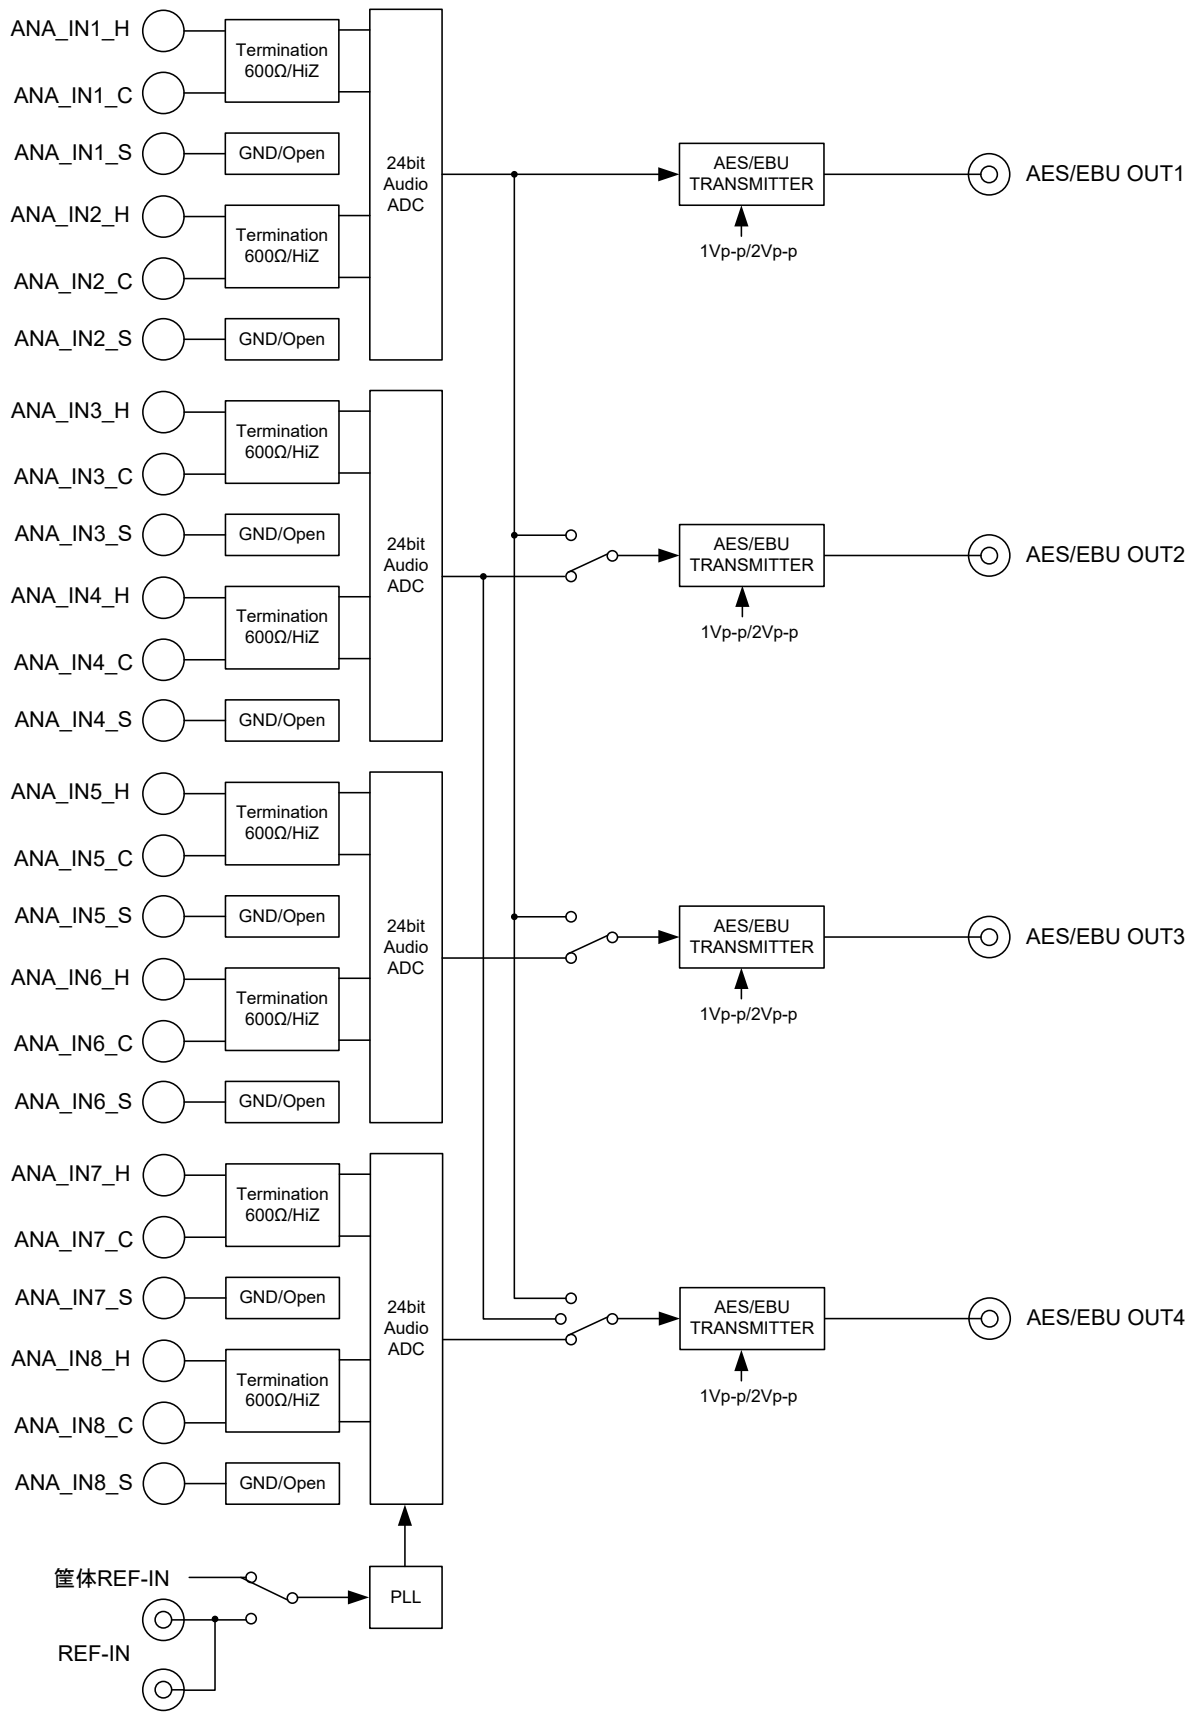 ANA_IN1_H
Termination
600Ω/HiZ
ANA_IN1_C
ANA_IN1_S
GND/Open
ANA_IN2_H
Termination
600Ω/HiZ
ANA_IN2_C
ANA_IN2_S
GND/Open
24bit
Audio
ADC
AES/EBU
TRANSMITTER
1Vp-p/2Vp-p
AES/EBU OUT1
ANA_IN3_H
Termination
600Ω/HiZ
ANA_IN3_C
ANA_IN3_S
GND/Open
ANA_IN4_H
Termination
600Ω/HiZ
ANA_IN4_C
ANA_IN4_S
GND/Open
24bit
Audio
ADC
AES/EBU
TRANSMITTER
1Vp-p/2Vp-p
AES/EBU OUT2
ANA_IN5_H
Termination
600Ω/HiZ
ANA_IN5_C
ANA_IN5_S
GND/Open
ANA_IN6_H
Termination
600Ω/HiZ
ANA_IN6_C
ANA_IN6_S
GND/Open
24bit
Audio
ADC
AES/EBU
TRANSMITTER
1Vp-p/2Vp-p
AES/EBU OUT3
ANA_IN7_H
Termination
600Ω/HiZ
ANA_IN7_C
ANA_IN7_S
GND/Open
ANA_IN8_H
Termination
600Ω/HiZ
ANA_IN8_C
ANA_IN8_S
GND/Open
24bit
Audio
ADC
AES/EBU
TRANSMITTER
1Vp-p/2Vp-p
AES/EBU OUT4
筐体REF-IN
PLL
REF-IN